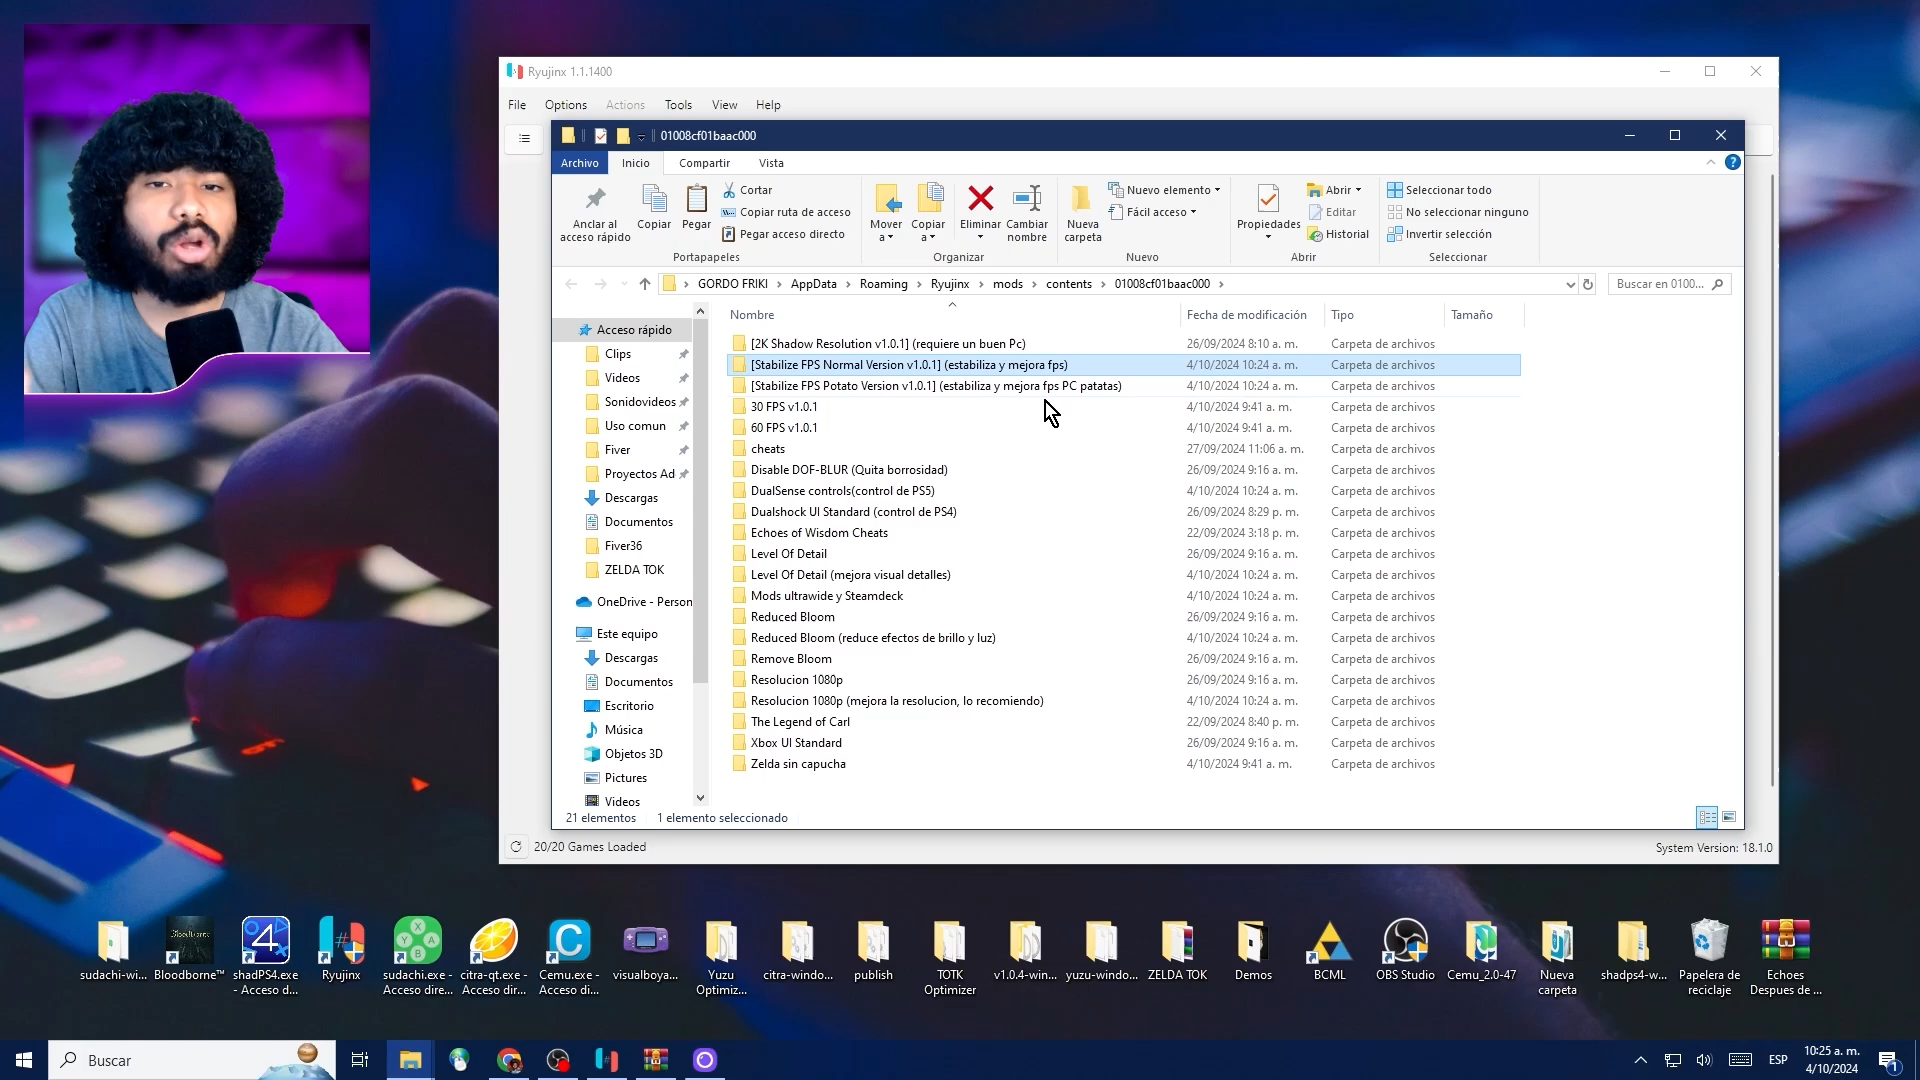 Ryujinx 1.1.1400
File Options Actions Tools View Help
01008cf01baac000
Archivo Inicio Compartir Vista
Anclar al
acceso rápido
Copiar
Pegar
Cortar
Copiar ruta de acceso
Pegar acceso directo
Portapapeles
Mover
a
Copiar
a
Eliminar
Cambiar
nombre
Organizar
Nueva
carpeta
Nuevo elemento
Fácil acceso
Nuevo
Propiedades
Abrir
Editar
Historial
Abrir
Seleccionar todo
No seleccionar ninguno
Invertir selección
Seleccionar
GORDO FRIKI > AppData > Roaming > Ryujinx > mods > contents > 01008cf01baac000 >
Buscar en 0100...
Acceso rápido
Clips
Videos
Sonidovideos
Uso comun
Fiver
Proyectos Ad
Descargas
Documentos
Fiver36
ZELDA TOK
OneDrive - Person
Este equipo
Descargas
Documentos
Escritorio
Música
Objetos 3D
Pictures
Videos
Nombre Fecha de modificación Tipo Tamaño
[2K Shadow Resolution v1.0.1] (requiere un buen Pc) 26/09/2024 8:10 a. m. Carpeta de archivos
[Stabilize FPS Normal Version v1.0.1] (estabiliza y mejora fps) 4/10/2024 10:24 a. m. Carpeta de archivos
[Stabilize FPS Potato Version v1.0.1] (estabiliza y mejora fps PC patatas) 4/10/2024 10:24 a. m. Carpeta de archivos
30 FPS v1.0.1 4/10/2024 9:41 a. m. Carpeta de archivos
60 FPS v1.0.1 4/10/2024 9:41 a. m. Carpeta de archivos
cheats 27/09/2024 11:06 a. m. Carpeta de archivos
Disable DOF-BLUR (Quita borrosidad) 26/09/2024 9:16 a. m. Carpeta de archivos
DualSense controls(control de PS5) 4/10/2024 10:24 a. m. Carpeta de archivos
Dualshock UI Standard (control de PS4) 26/09/2024 8:29 p. m. Carpeta de archivos
Echoes of Wisdom Cheats 22/09/2024 3:18 p. m. Carpeta de archivos
Level Of Detail 26/09/2024 9:16 a. m. Carpeta de archivos
Level Of Detail (mejora visual detalles) 4/10/2024 10:24 a. m. Carpeta de archivos
Mods ultrawide y Steamdeck 4/10/2024 10:24 a. m. Carpeta de archivos
Reduced Bloom 26/09/2024 9:16 a. m. Carpeta de archivos
Reduced Bloom (reduce efectos de brillo y luz) 4/10/2024 10:24 a. m. Carpeta de archivos
Remove Bloom 26/09/2024 9:16 a. m. Carpeta de archivos
Resolucion 1080p 26/09/2024 9:16 a. m. Carpeta de archivos
Resolucion 1080p (mejora la resolucion, lo recomiendo) 4/10/2024 10:24 a. m. Carpeta de archivos
The Legend of Carl 22/09/2024 8:40 p. m. Carpeta de archivos
Xbox UI Standard 26/09/2024 9:16 a. m. Carpeta de archivos
Zelda sin capucha 4/10/2024 9:41 a. m. Carpeta de archivos
21 elementos 1 elemento seleccionado
20/20 Games Loaded
System Version: 18.1.0
sudachi-wi...
Bloodborne™
shadPS4.exe
- Acceso d...
Ryujinx
sudachi.exe -
Acceso dire...
citra-qt.exe -
Acceso dir...
Cemu.exe -
Acceso di...
visualboya...
Yuzu
Optimiz...
citra-windo...
publish
TOTK
Optimizer
v1.0.4-win...
yuzu-windo...
ZELDA TOK
Demos
BCML
OBS Studio
Cemu_2.0-47
Nueva
carpeta
shadps4-w...
Papelera de
reciclaje
Echoes
Despues de ...
Buscar
ESP
10:25 a. m.
4/10/2024
1